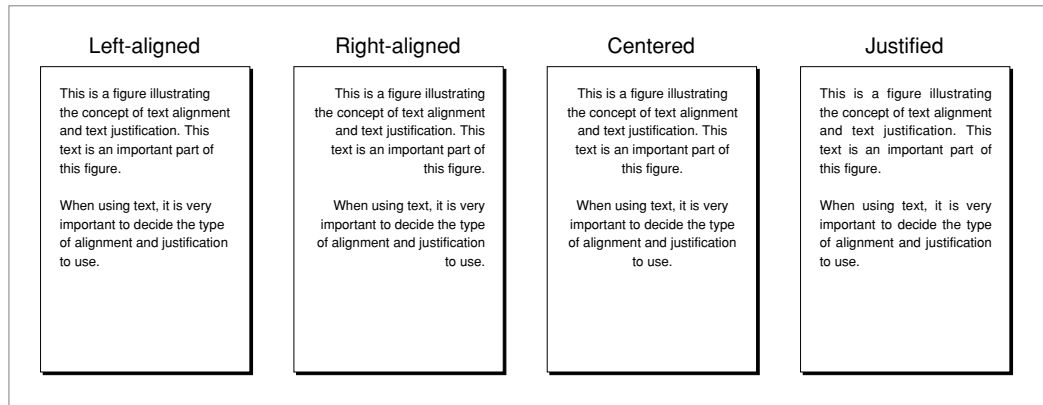 Left-aligned
This is a figure illustrating
the concept of text alignment
and text justification. This
text is an important part of
this figure.
When using text, it is very
important to decide the type
of alignment and justification
to use.
Right-aligned
This is a figure illustrating
the concept of text alignment
and text justification. This
text is an important part of
this figure.
When using text, it is very
important to decide the type
of alignment and justification
to use.
Centered
This is a figure illustrating
the concept of text alignment
and text justification. This
text is an important part of
this figure.
When using text, it is very
important to decide the type
of alignment and justification
to use.
Justified
This is a figure illustrating
the concept of text alignment
and text justification. This
text is an important part of
this figure.
When using text, it is very
important to decide the type
of alignment and justification
to use.